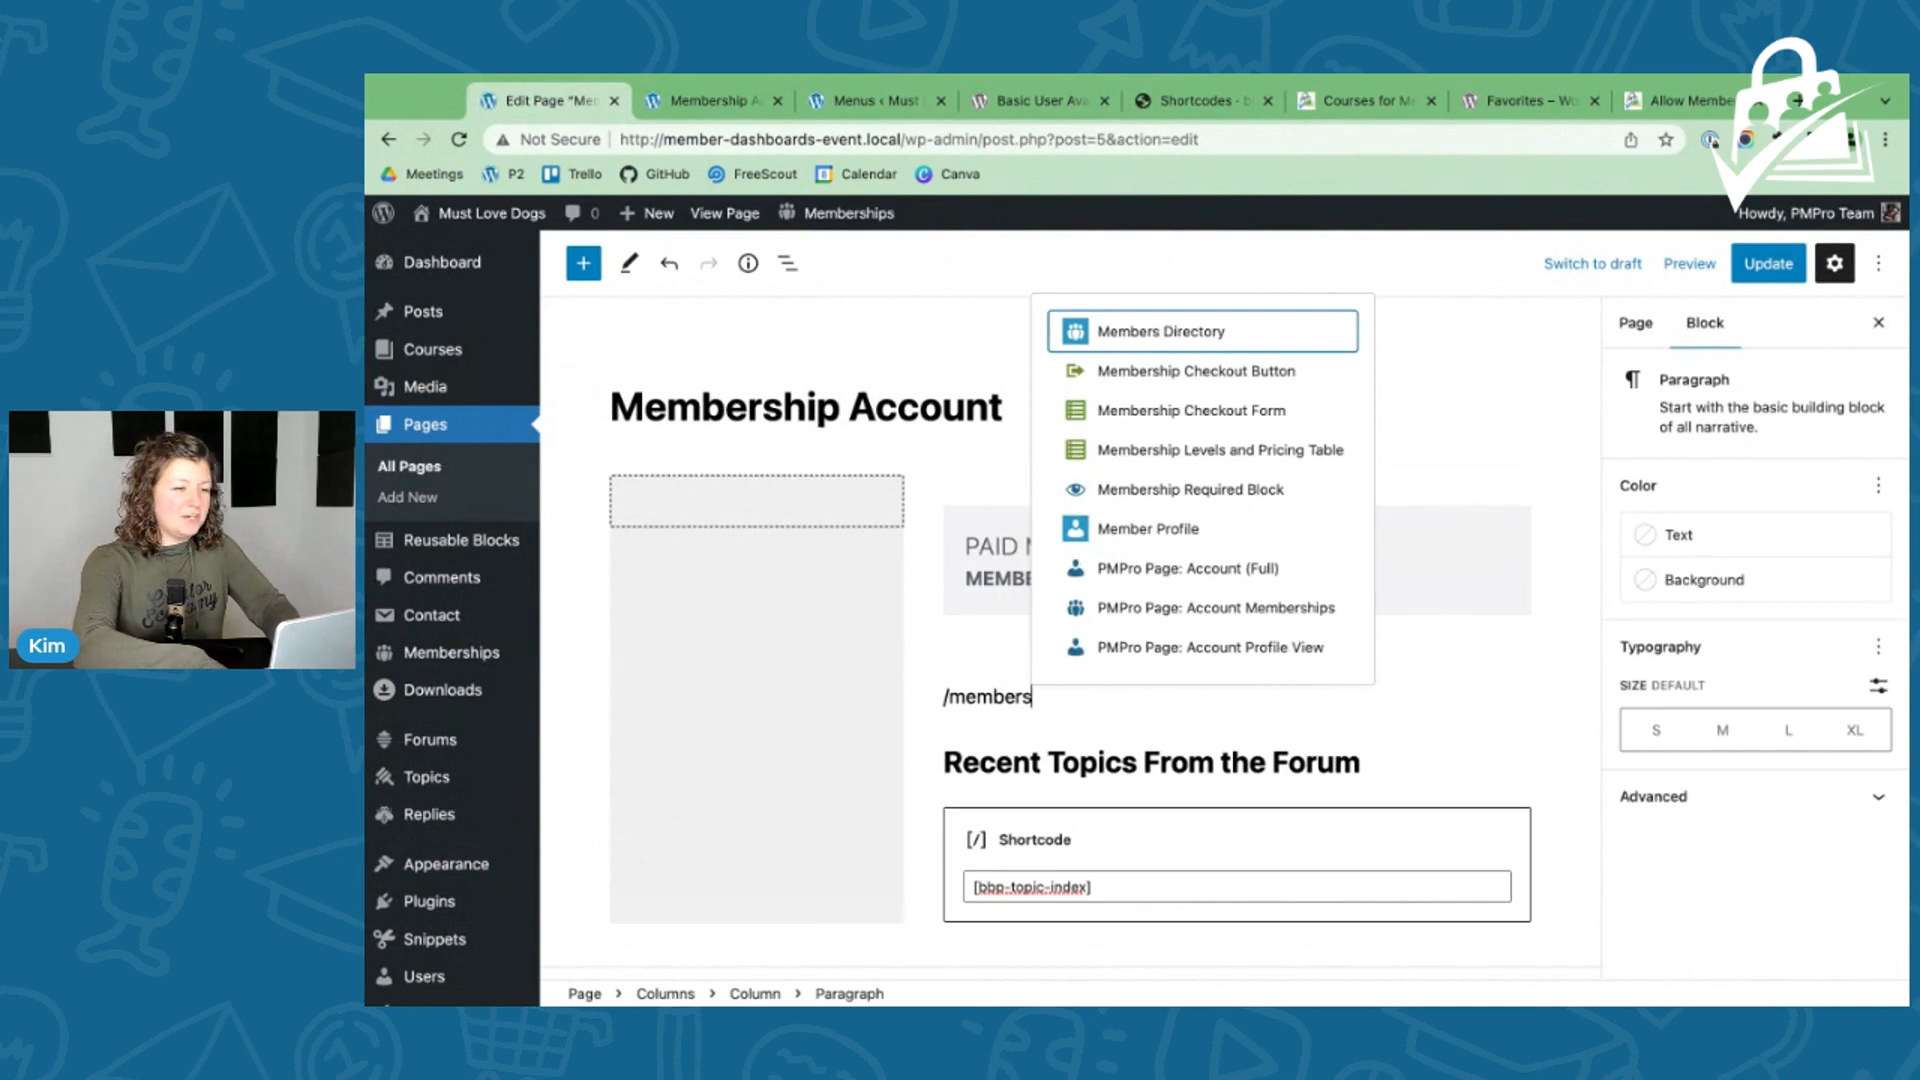 Edit Page "Mer
Membership A
Menus ‹ Must
Basic User Ava
Shortcodes - b
Courses for Me
Favorites – Wo
Allow Membe
Not Secure
http://member-dashboards-event.local/wp-admin/post.php?post=5&action=edit
Meetings
P2
Trello
GitHub
FreeScout
Calendar
Canva
Must Love Dogs
0
New
View Page
Memberships
Howdy, PMPro Team
Dashboard
Posts
Courses
Media
Pages
All Pages
Add New
Reusable Blocks
Comments
Contact
Memberships
Downloads
Forums
Topics
Replies
Appearance
Plugins
Snippets
Users
Switch to draft
Preview
Update
Membership Account
PAID M
MEMBE
Members Directory
Membership Checkout Button
Membership Checkout Form
Membership Levels and Pricing Table
Membership Required Block
Member Profile
PMPro Page: Account (Full)
PMPro Page: Account Memberships
PMPro Page: Account Profile View
/members
Recent Topics From the Forum
[/] Shortcode
[bbp-topic-index]
Page
Block
Paragraph
Start with the basic building block
of all narrative.
Color
Text
Background
Typography
SIZE DEFAULT
S
M
L
XL
Advanced
Page › Columns › Column › Paragraph
Kim